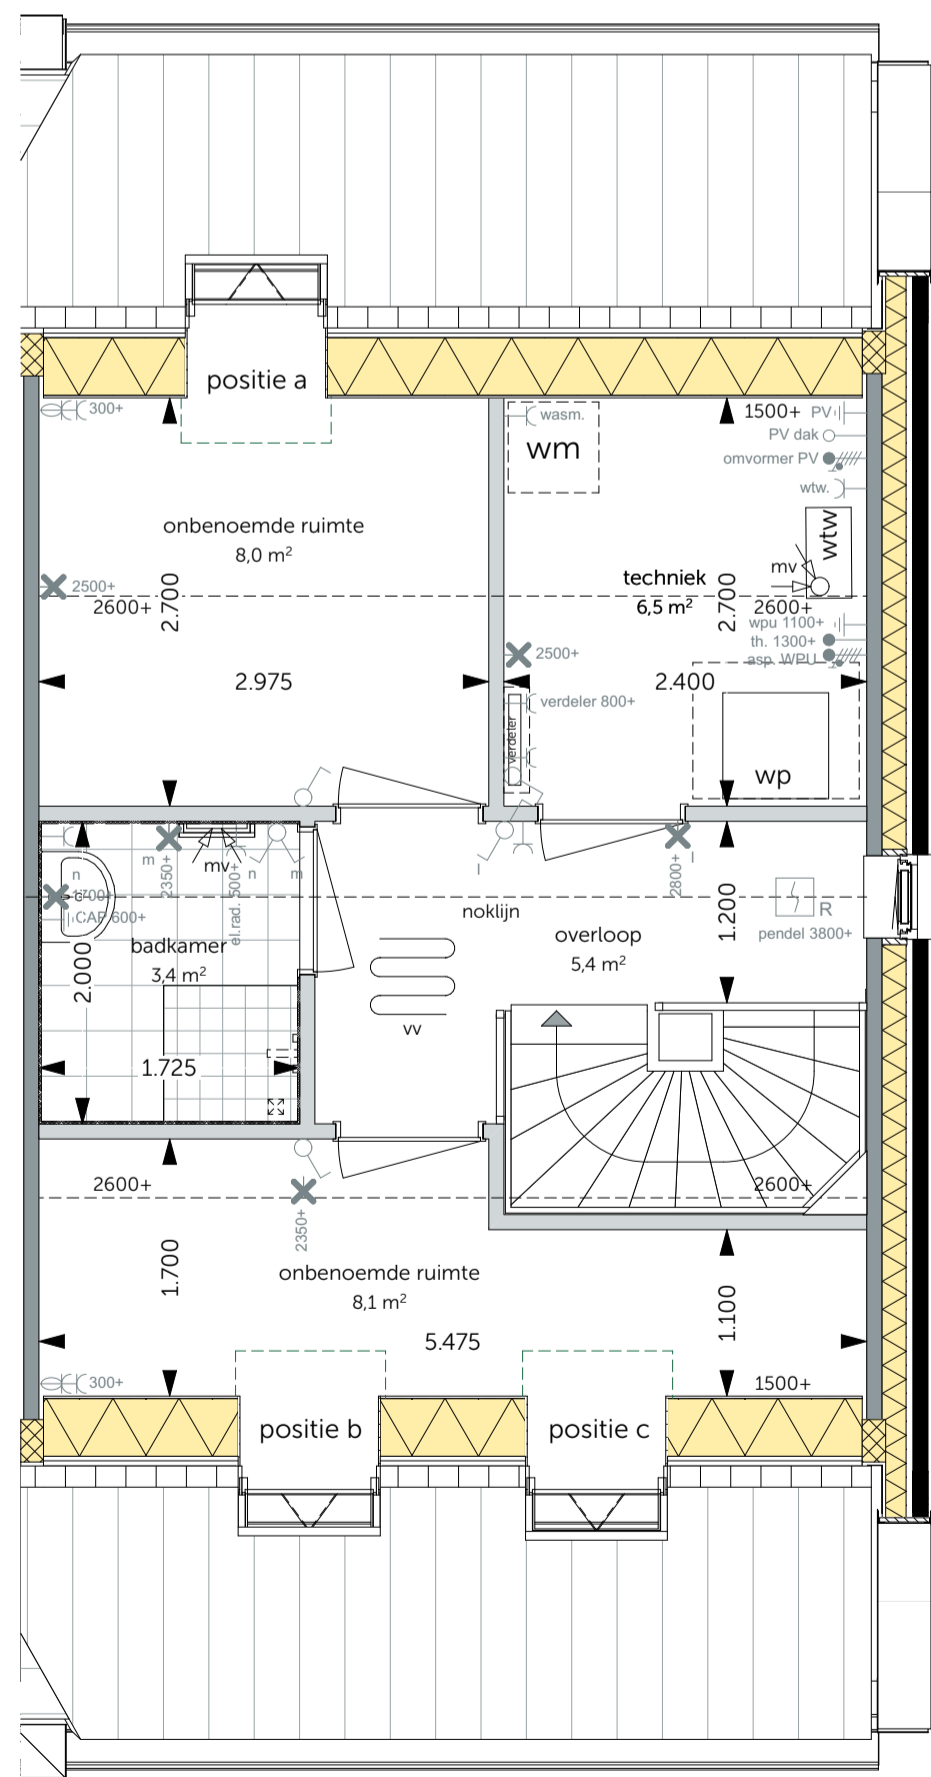 positie a
300+
wasm.
1500+ PV
PV dak
wm
omvormer PV
wtw.
wtw
onbenoemde ruimte
8,0 m²
mv
techniek
6,5 m²
2500+
2600+
2.700
2.700
2600+
wpu 1100+
th. 1300+
asp. WPU
2500+
2.975
2.400
verdeler 800+
verdeler
wp
m
2350+
mv
n
m
l
l
2800+
n
1700+
CAP 600+
el.rad. 500+
noklijn
1.200
R
pendel 3800+
badkamer
3,4 m²
2.000
overloop
5,4 m²
vv
1.725
2600+
2600+
2350+
1.700
onbenoemde ruimte
8,1 m²
1.100
5.475
300+
1500+
positie b
positie c